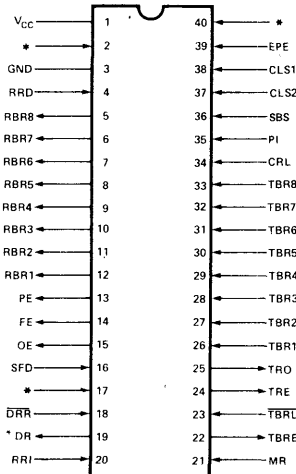 VCC 1 40 *
* 2 39 EPE
GND 3 38 CLS1
RRD 4 37 CLS2
RBR8 5 36 SBS
RBR7 6 35 PI
RBR6 7 34 CRL
RBR5 8 33 TBR8
RBR4 9 32 TBR7
RBR3 10 31 TBR6
RBR2 11 30 TBR5
RBR1 12 29 TBR4
PE 13 28 TBR3
FE 14 27 TBR2
OE 15 26 TBR1
SFD 16 25 TRO
* 17 24 TRE
DRR 18 23 TBRL
DR 19 22 TBRE
RRI 20 21 MR